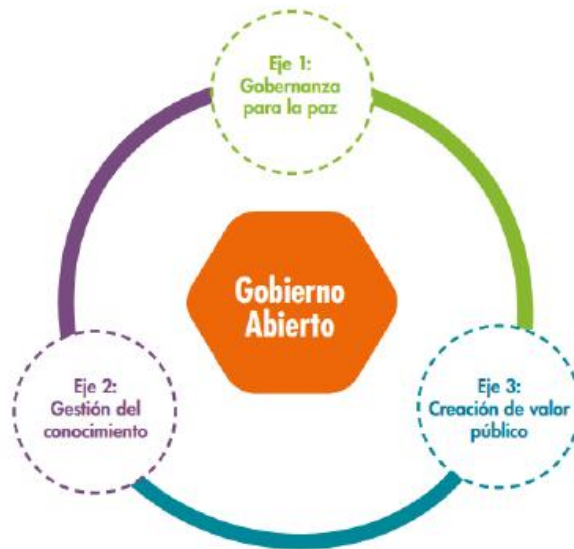 Eje 1:
Gobernanza
para la paz
Gobierno
Abierto
Eje 2:
Gestión del
conocimiento
Eje 3:
Creación de valor
público